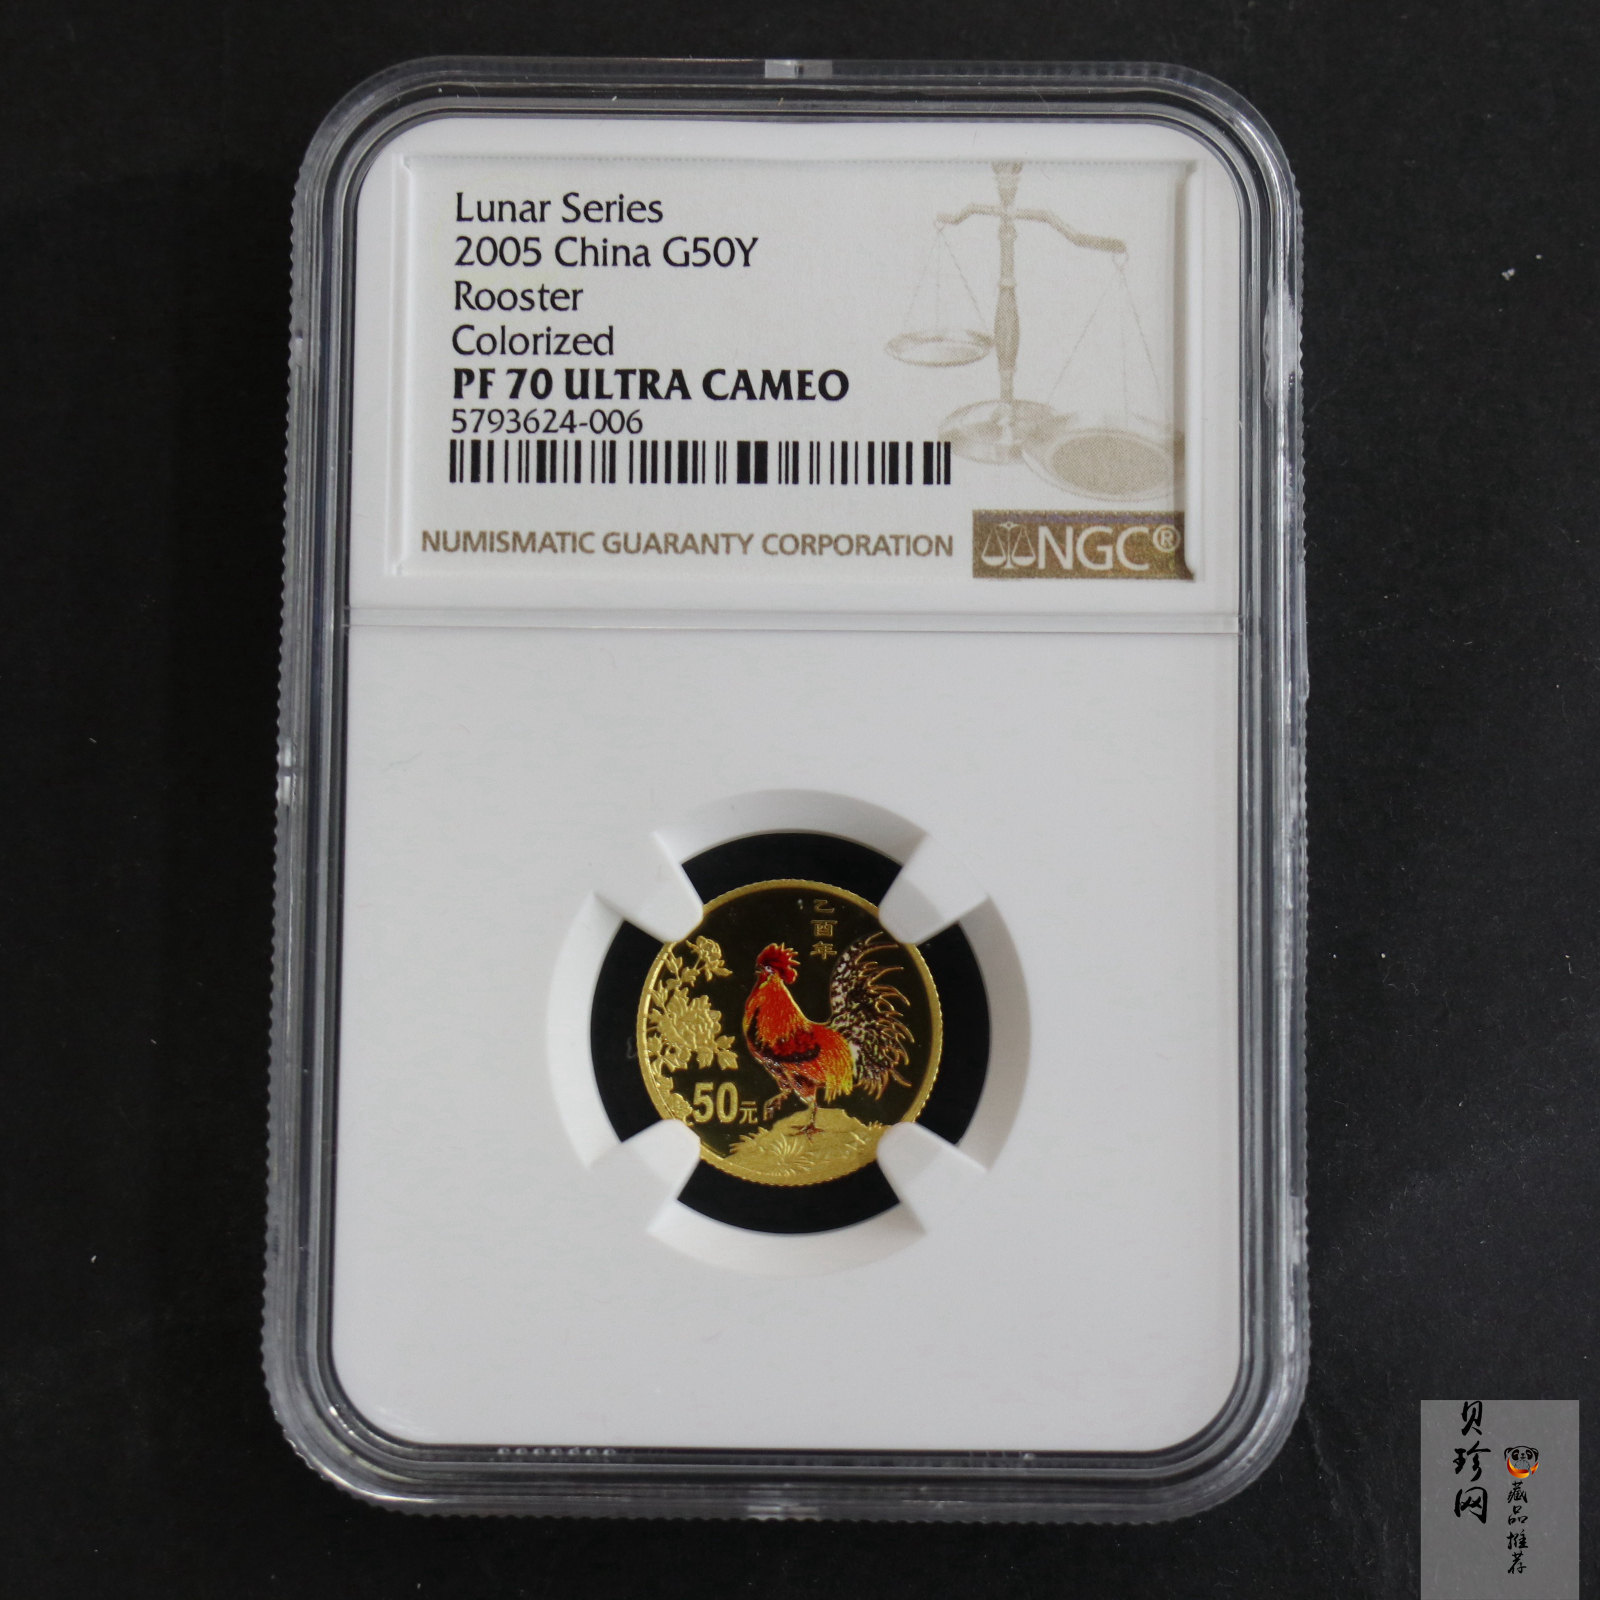 Lunar Series
2005 China G50Y
Rooster
Colorized
PF 70 ULTRA CAMEO
5793624-006
NUMISMATIC GUARANTY CORPORATION
NGC®
乙酉年
50元
贝珍网
藏品推荐